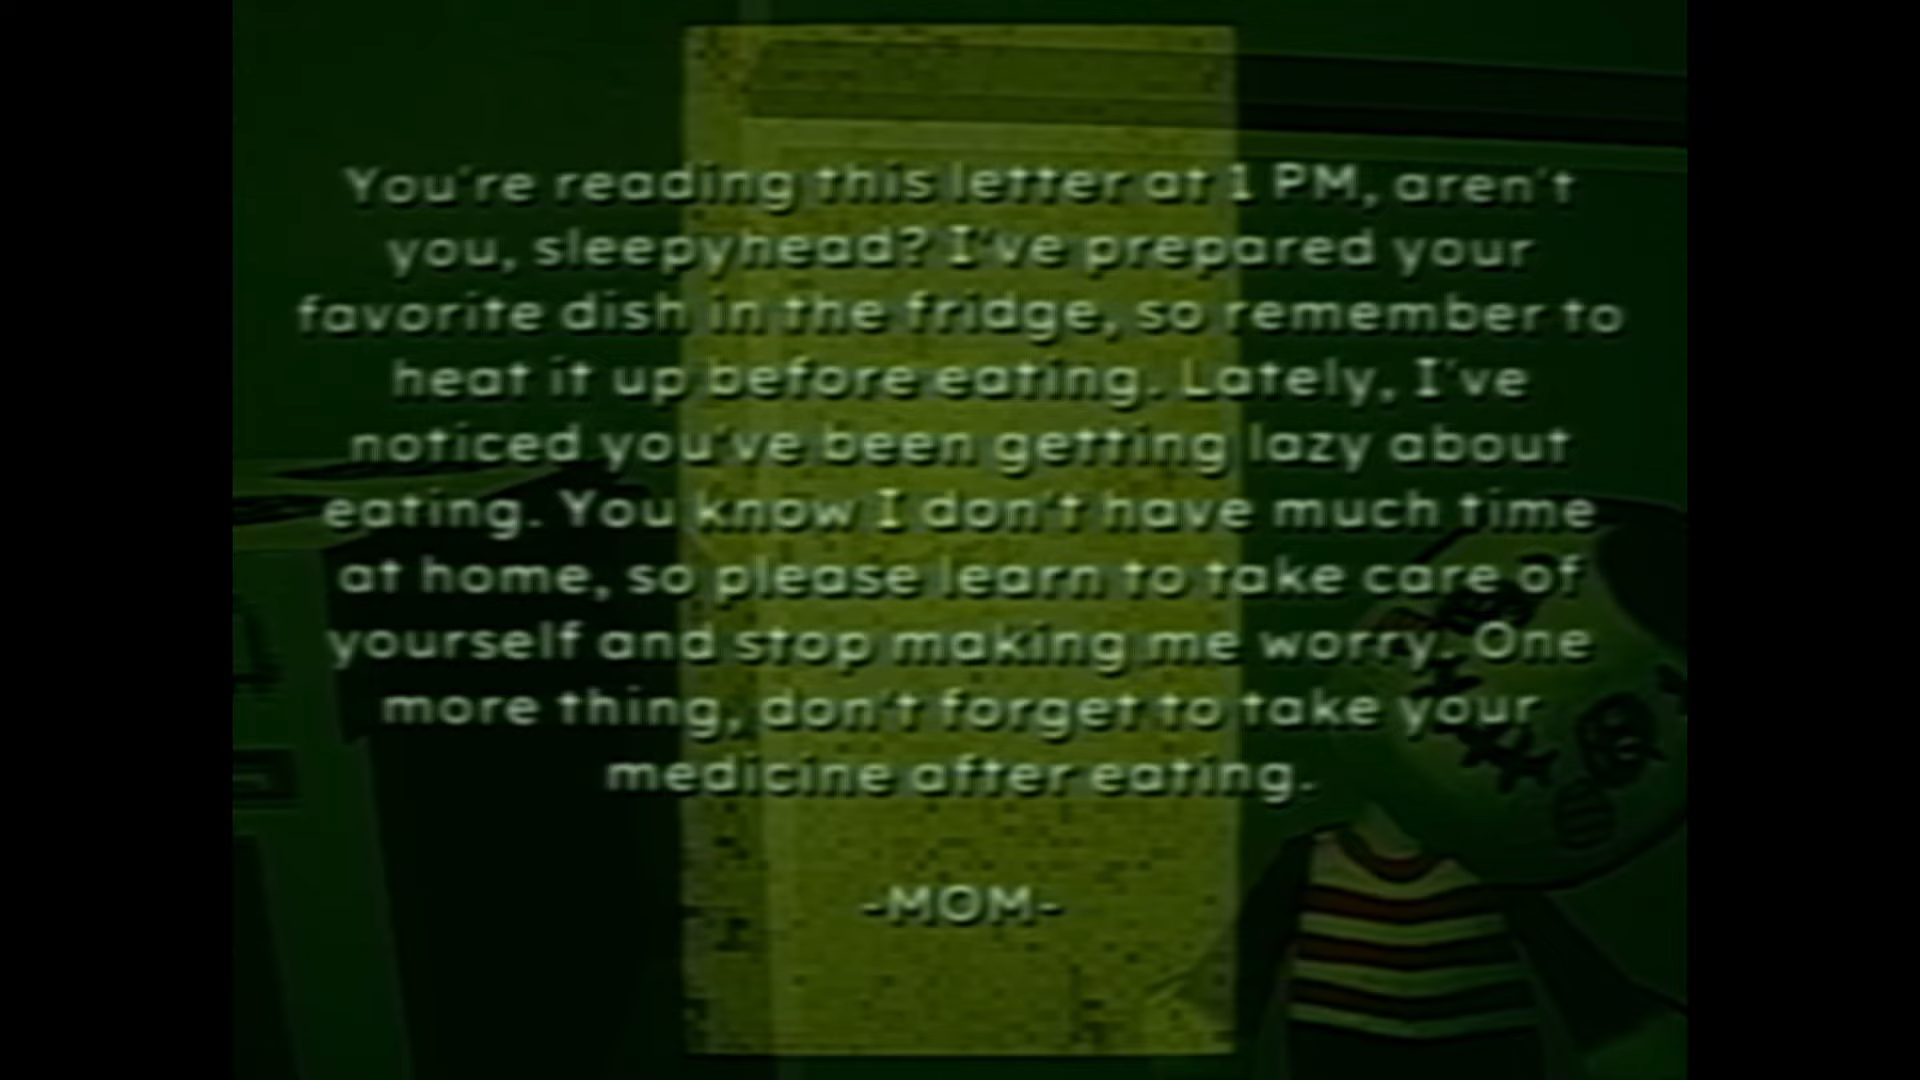 You're reading this letter at 1 PM, aren't
you, sleepyhead? I've prepared your
favorite dish in the fridge, so remember to
heat it up before eating. Lately, I've
noticed you've been getting lazy about
eating. You know I don't have much time
at home, so please learn to take care of
yourself and stop making me worry. One
more thing, don't forget to take your
medicine after eating.
-MOM-